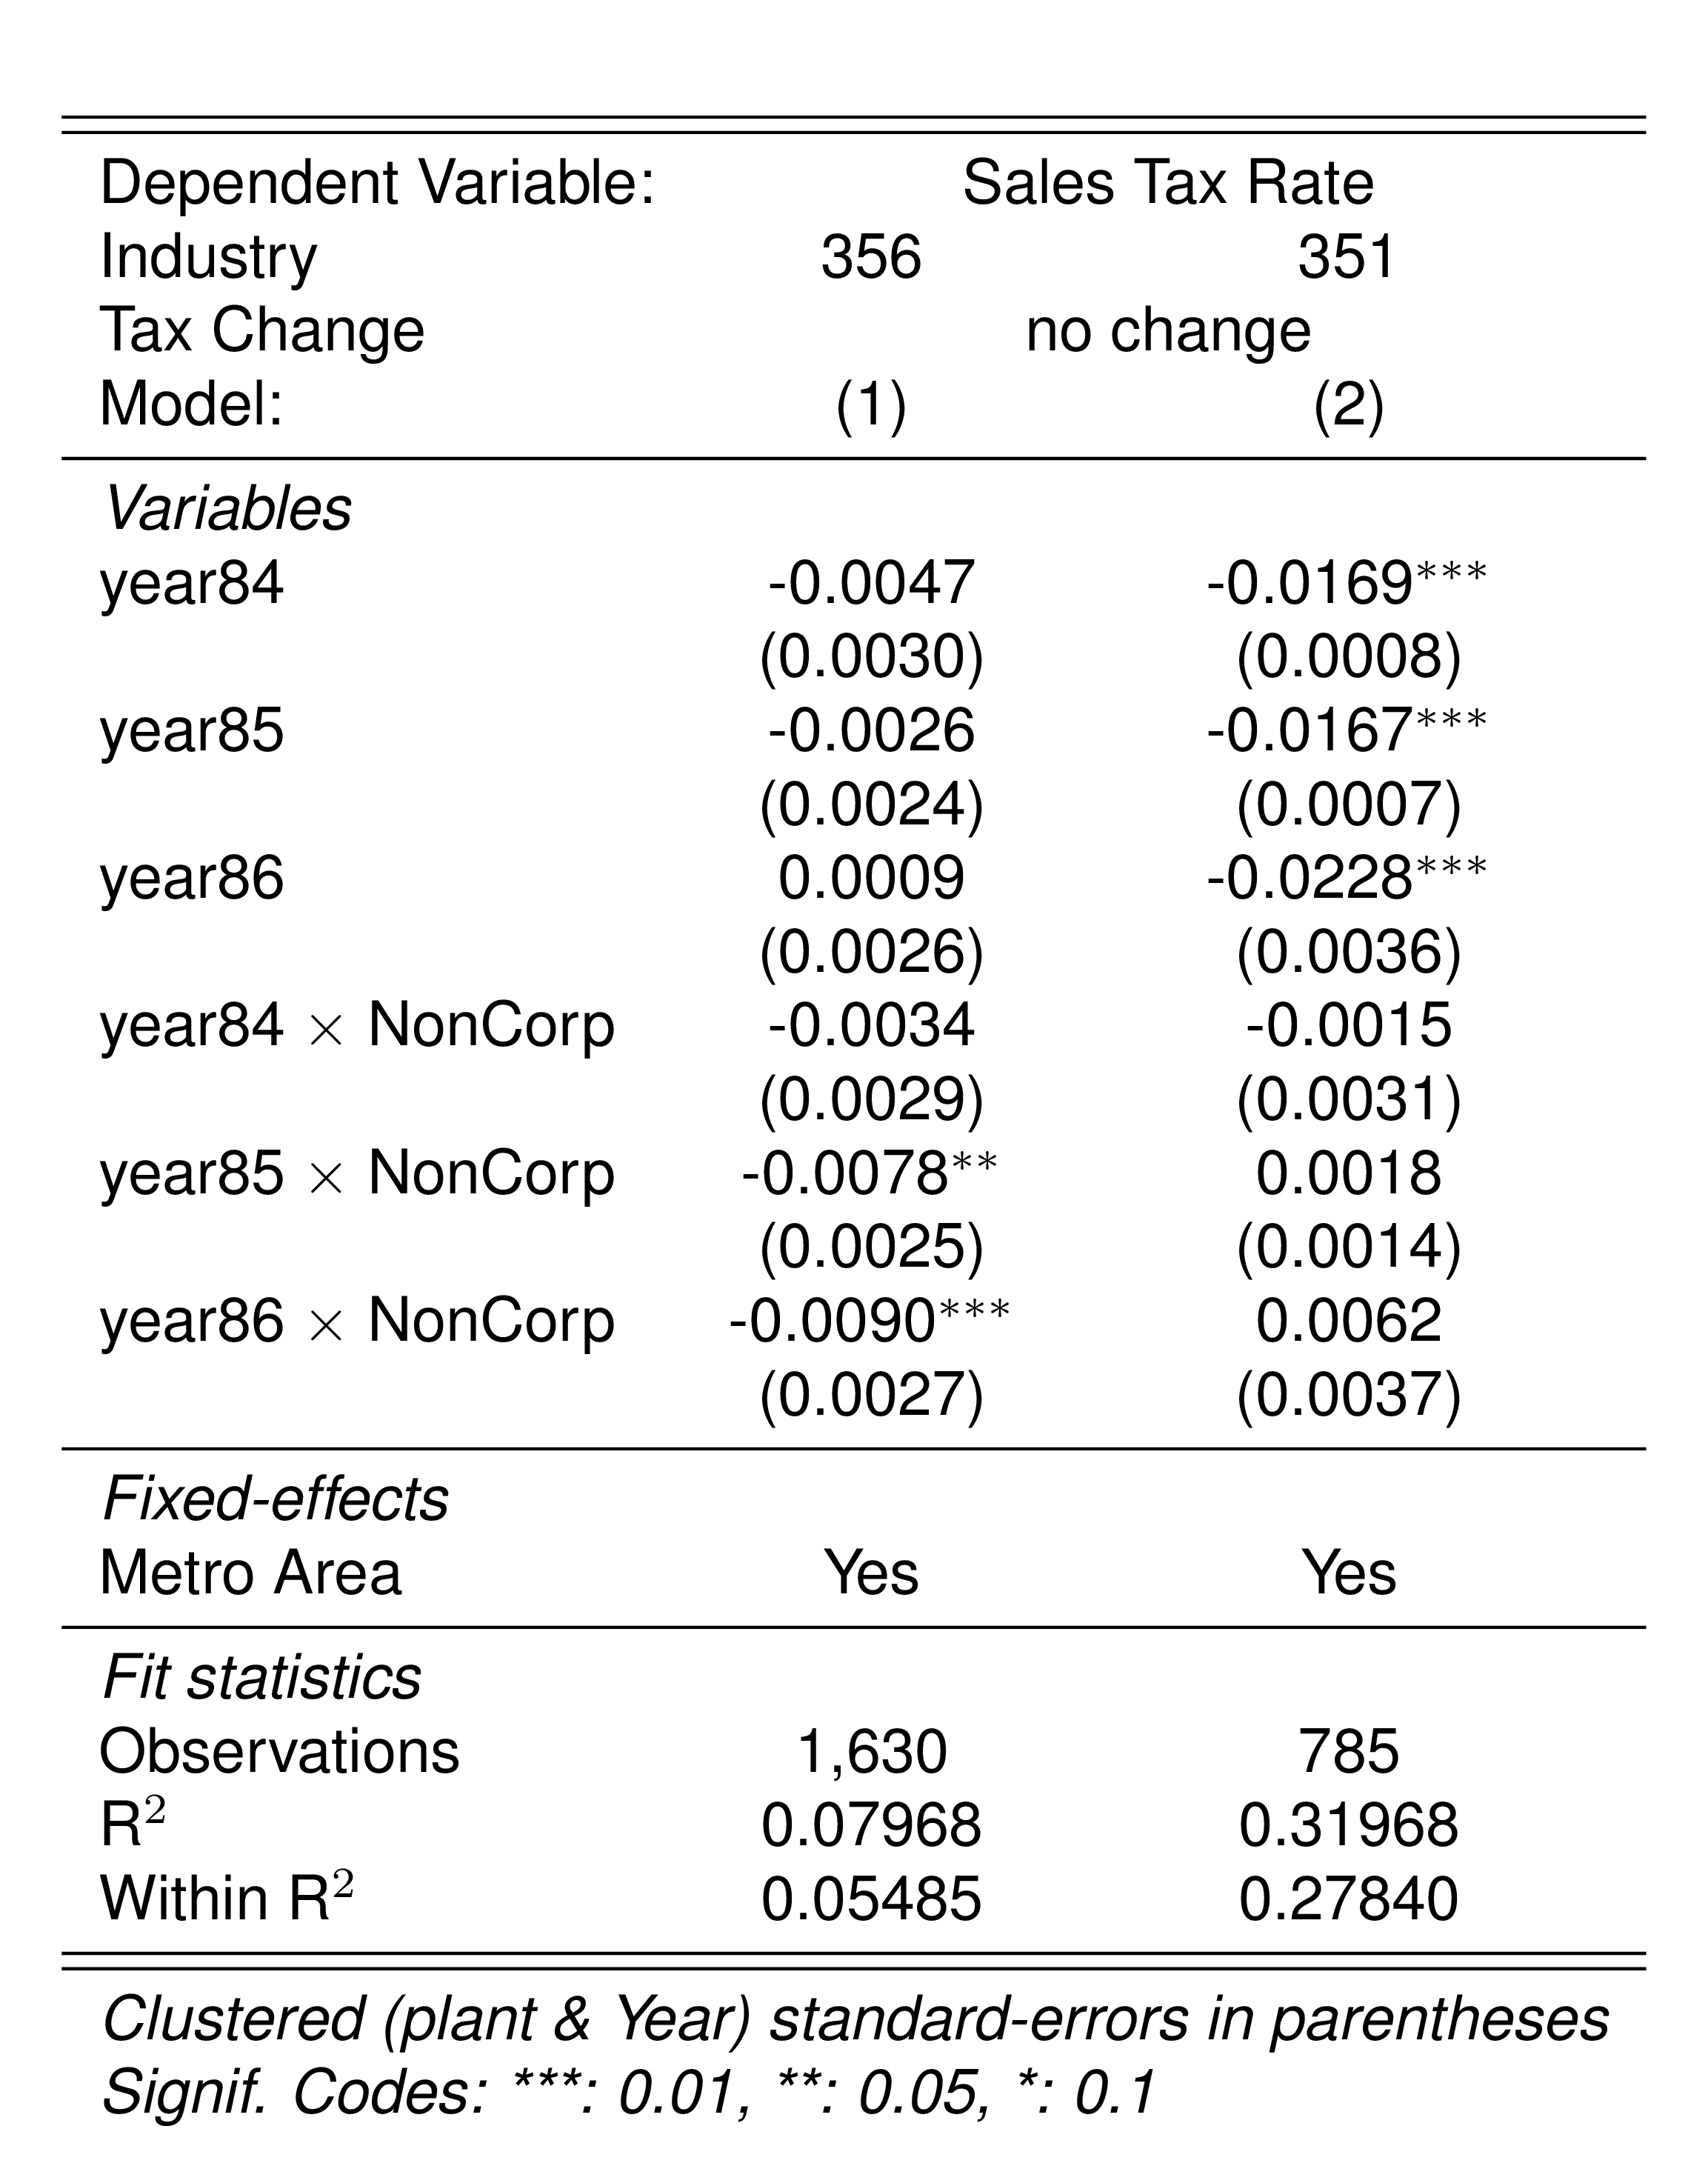 Dependent Variable: Sales Tax Rate
Industry 356 351
Tax Change no change
Model: (1) (2)
Variables
year84 -0.0047 -0.0169***
(0.0030) (0.0008)
year85 -0.0026 -0.0167***
(0.0024) (0.0007)
year86 0.0009 -0.0228***
(0.0026) (0.0036)
year84 × NonCorp -0.0034 -0.0015
(0.0029) (0.0031)
year85 × NonCorp -0.0078** 0.0018
(0.0025) (0.0014)
year86 × NonCorp -0.0090*** 0.0062
(0.0027) (0.0037)
Fixed-effects
Metro Area Yes Yes
Fit statistics
Observations 1,630 785
R² 0.07968 0.31968
Within R² 0.05485 0.27840
Clustered (plant & Year) standard-errors in parentheses
Signif. Codes: ***: 0.01, **: 0.05, *: 0.1